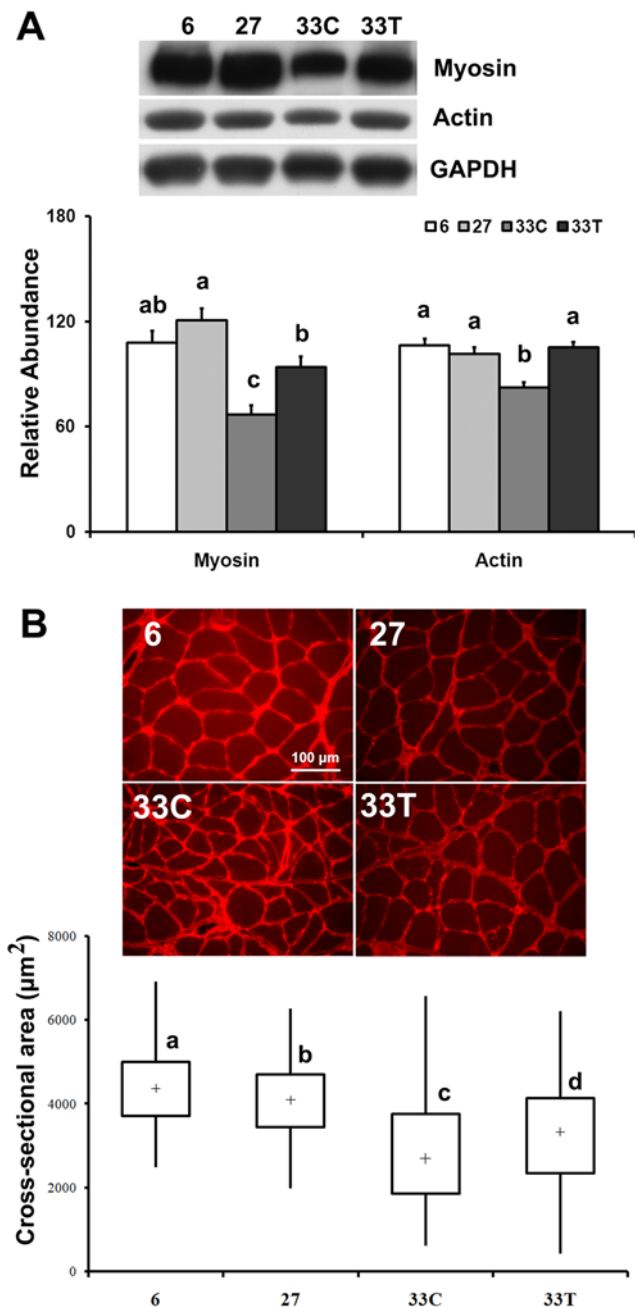 A
6 27 33C 33T
Myosin
Actin
GAPDH
180
120
60
0
Relative Abundance
6 27 33C 33T
ab a c b
a a b a
Myosin Actin
B
6 27
100 µm
33C 33T
8000
6000
4000
2000
0
Cross-sectional area (µm²)
a b c d
6 27 33C 33T